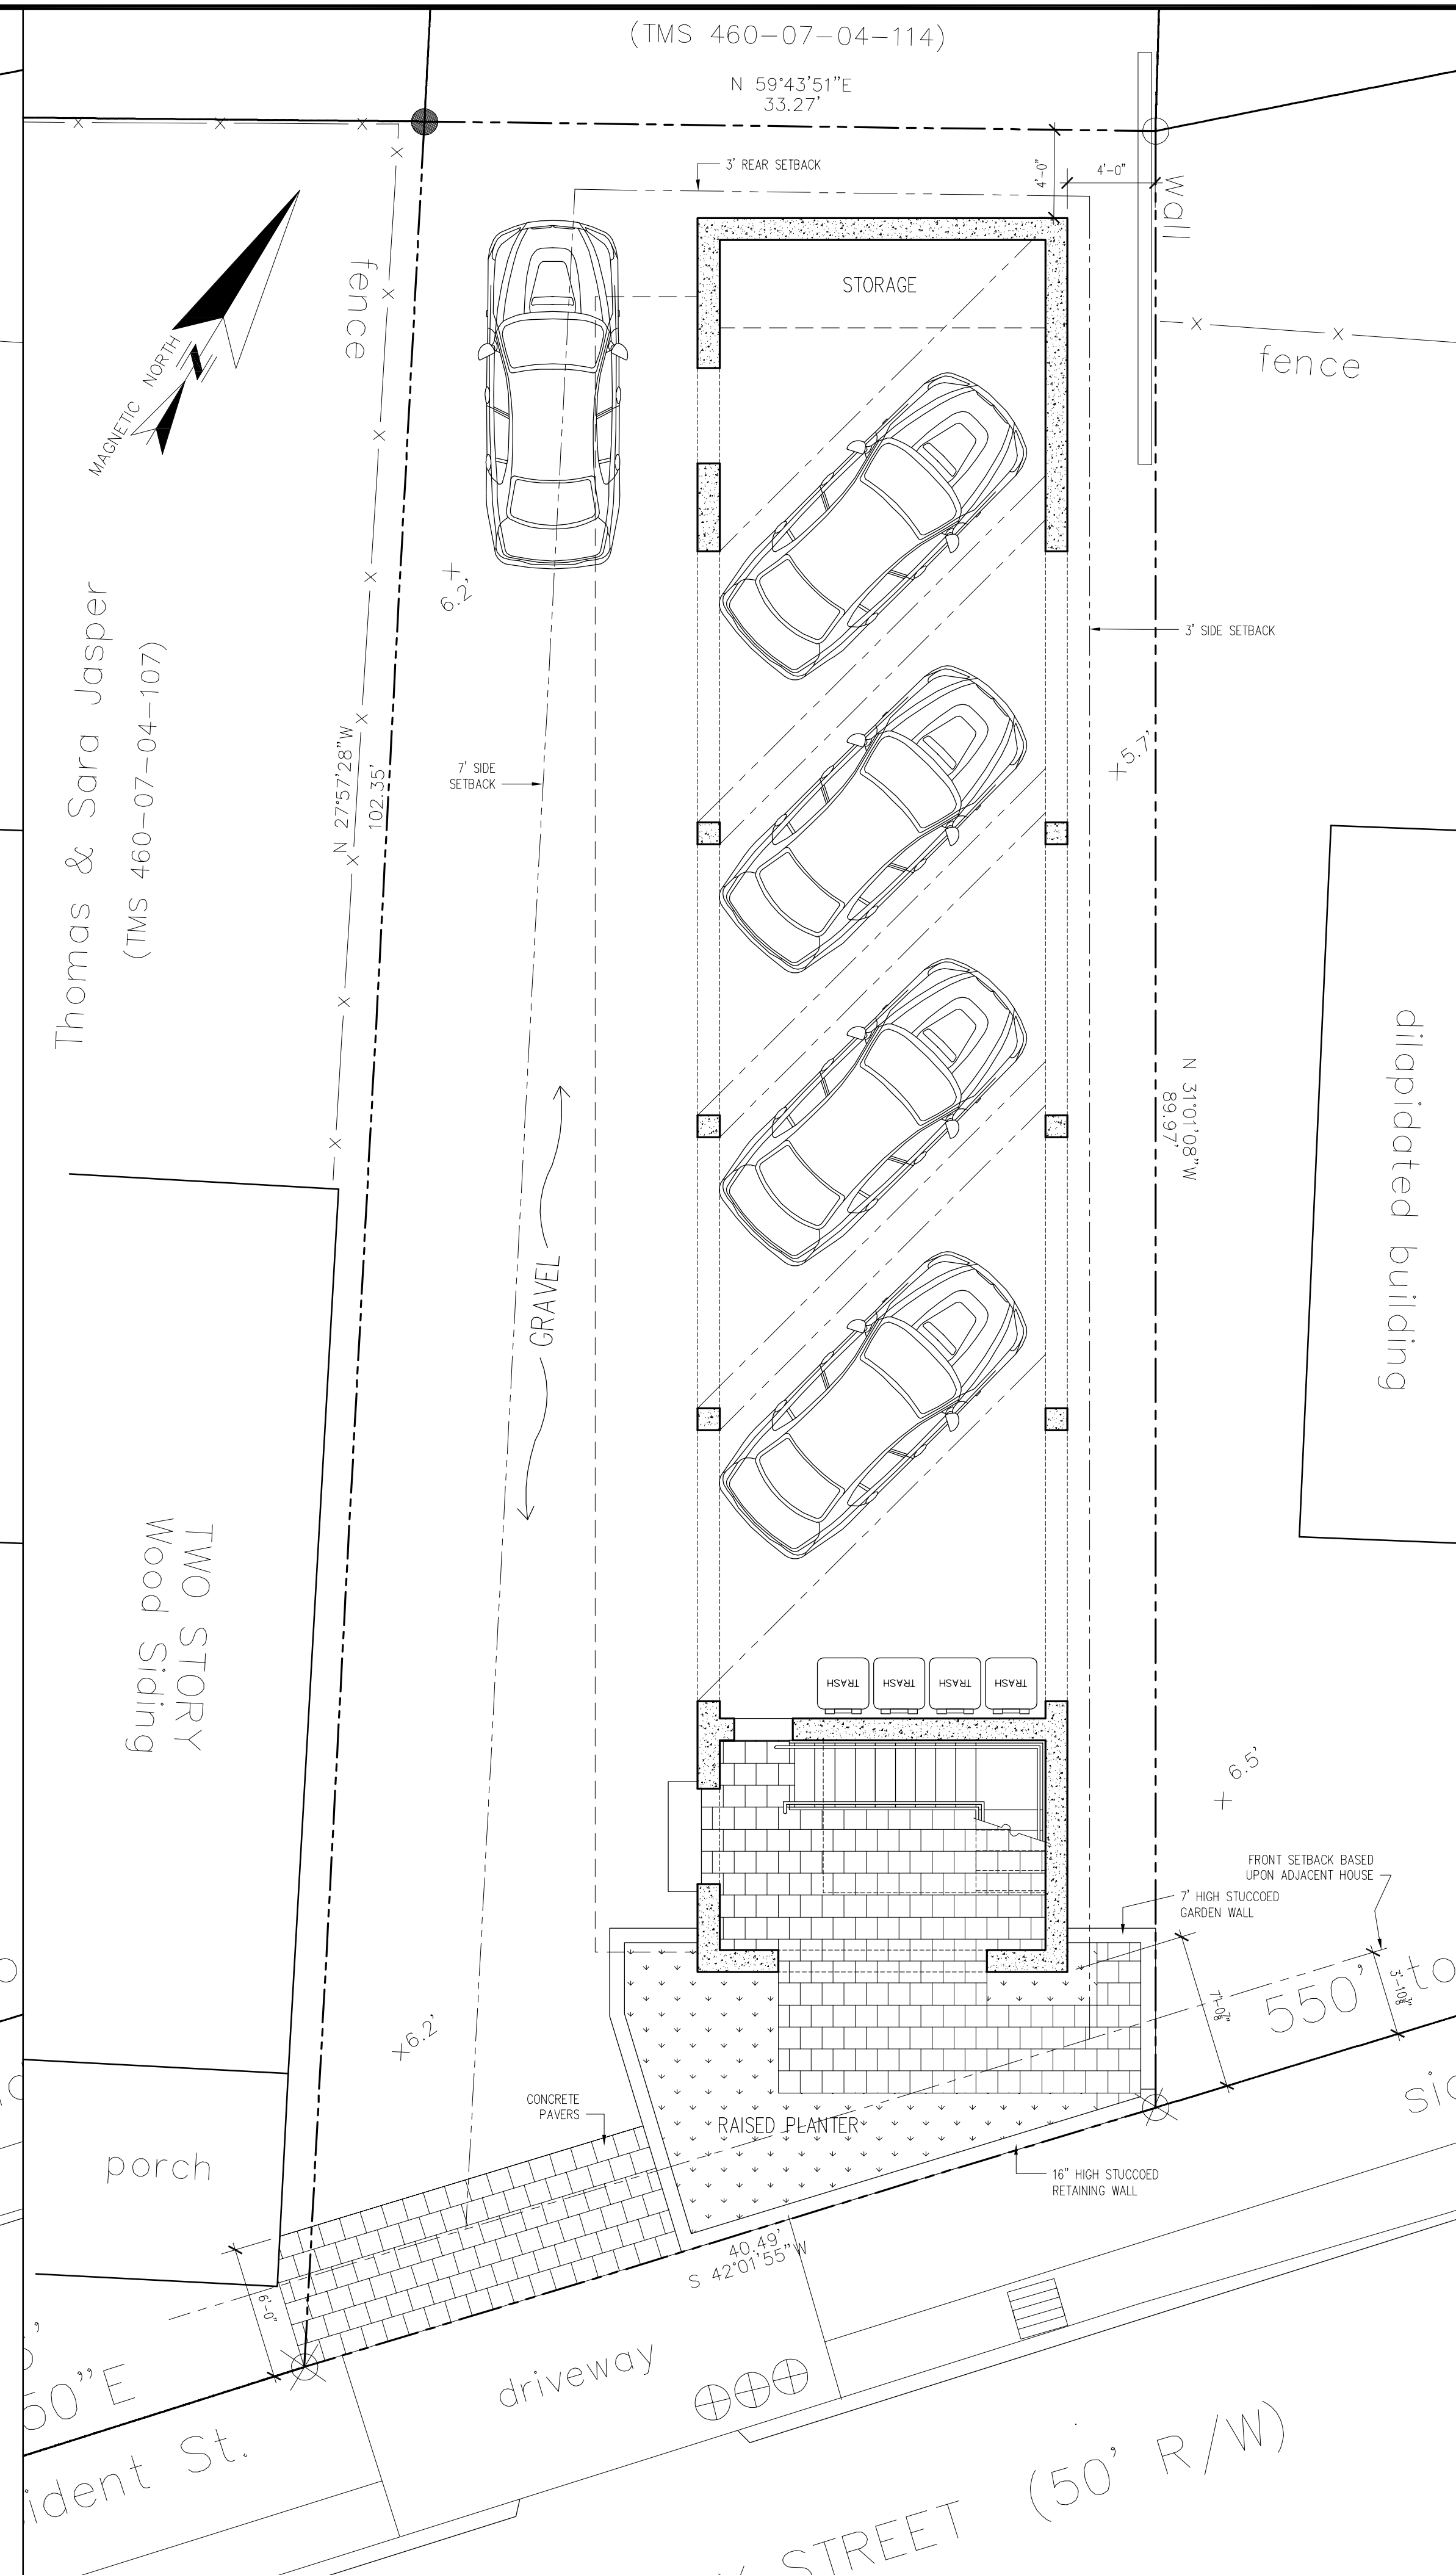 (TMS 460-07-04-114)
N 59°43'51"E
33.27'
3' REAR SETBACK
4'-0"
4'-0"
wall
STORAGE
fence
fence
MAGNETIC NORTH
6.2'
Thomas & Sara Jasper
(TMS 460-07-04-107)
3' SIDE SETBACK
N 27°57'28"W
102.35'
7' SIDE
SETBACK
5.7'
N 31°01'08"W
89.97'
dilapidated building
GRAVEL
TWO STORY
Wood Siding
TRASH
TRASH
TRASH
TRASH
6.5'
FRONT SETBACK BASED
UPON ADJACENT HOUSE
7' HIGH STUCCOED
GARDEN WALL
550' to
6.2'
CONCRETE
PAVERS
RAISED PLANTER
porch
16" HIGH STUCCOED
RETAINING WALL
40.49'
S 42°01'55"W
6'-0"
driveway
50"E
ident St.
STREET (50' R/W)